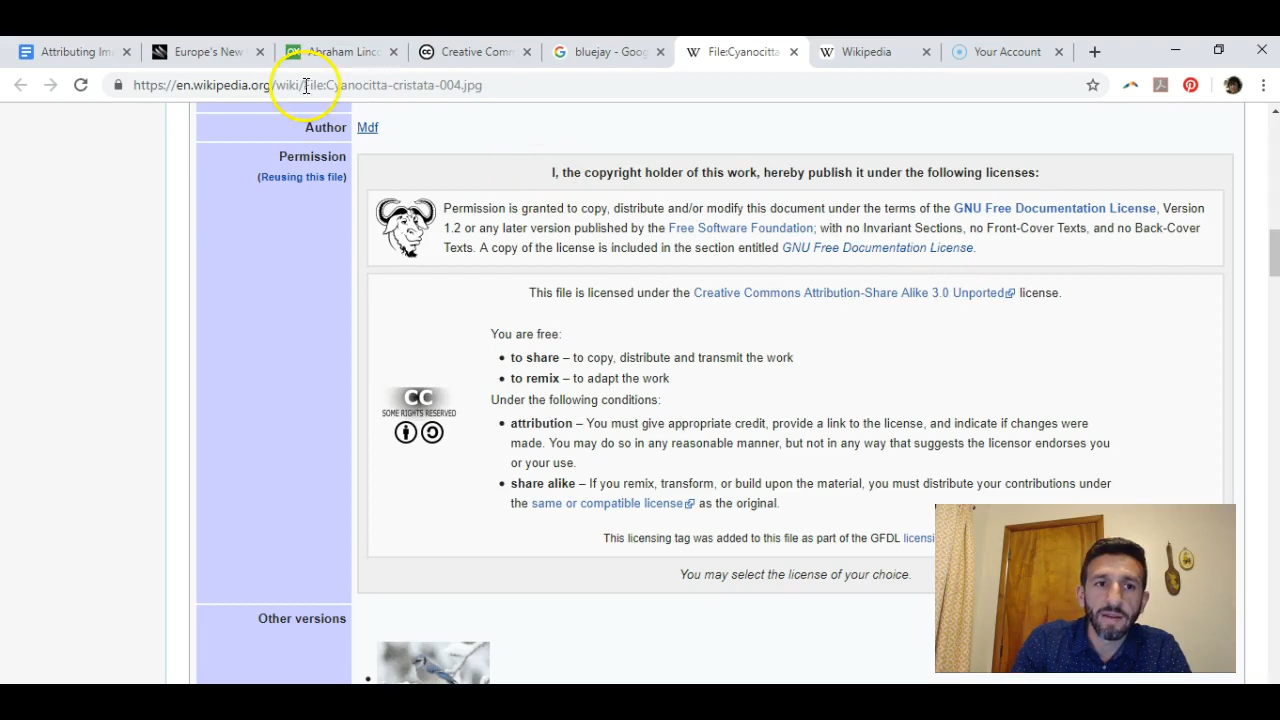 Attributing Im
Europe's New
Abraham Linco
Creative Comm
bluejay - Goog
File:Cyanocitta
Wikipedia
Your Account
https://en.wikipedia.org/wiki/File:Cyanocitta-cristata-004.jpg
Author
Mdf
Permission
(Reusing this file)
I, the copyright holder of this work, hereby publish it under the following licenses:
Permission is granted to copy, distribute and/or modify this document under the terms of the GNU Free Documentation License, Version
1.2 or any later version published by the Free Software Foundation; with no Invariant Sections, no Front-Cover Texts, and no Back-Cover
Texts. A copy of the license is included in the section entitled GNU Free Documentation License.
This file is licensed under the Creative Commons Attribution-Share Alike 3.0 Unported license.
You are free:
• to share – to copy, distribute and transmit the work
• to remix – to adapt the work
CC
SOME RIGHTS RESERVED
Under the following conditions:
• attribution – You must give appropriate credit, provide a link to the license, and indicate if changes were
made. You may do so in any reasonable manner, but not in any way that suggests the licensor endorses you
or your use.
• share alike – If you remix, transform, or build upon the material, you must distribute your contributions under
the same or compatible license as the original.
This licensing tag was added to this file as part of the GFDL licensi
You may select the license of your choice.
Other versions